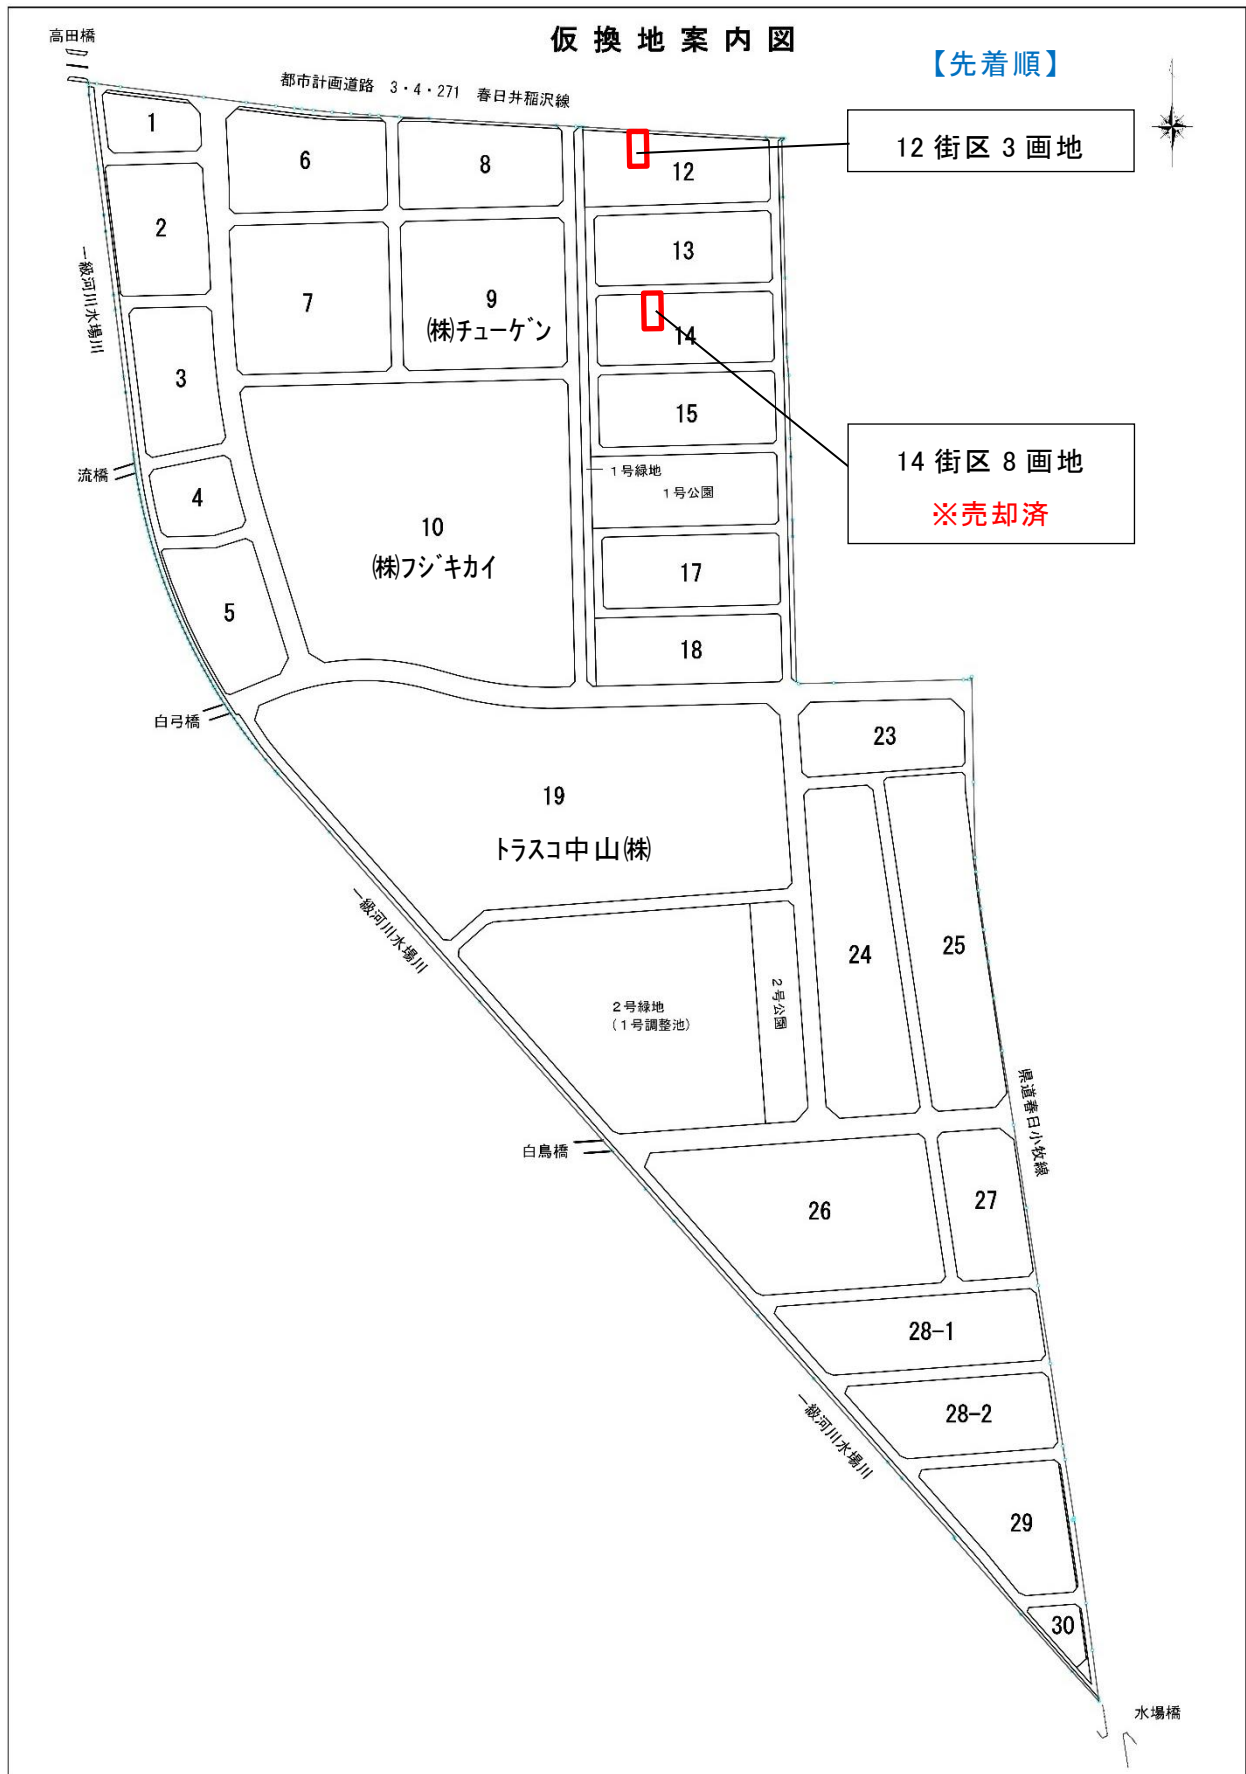 仮換地案内図
高田橋
【先着順】
都市計画道路 3・4・271 春日井稲沢線
12 街区 3 画地
1
6
8
12
2
13
一級河川水場川
7
9
(株)チューゲン
14
3
15
14 街区 8 画地
※売却済
流橋
1号緑地
1号公園
4
10
(株)フジキカイ
17
5
18
白弓橋
23
19
トラスコ中山(株)
一級河川水場川
24
25
2号緑地
(1号調整池)
2号公園
県道春日小牧線
白鳥橋
26
27
28-1
28-2
一級河川水場川
29
30
水場橋